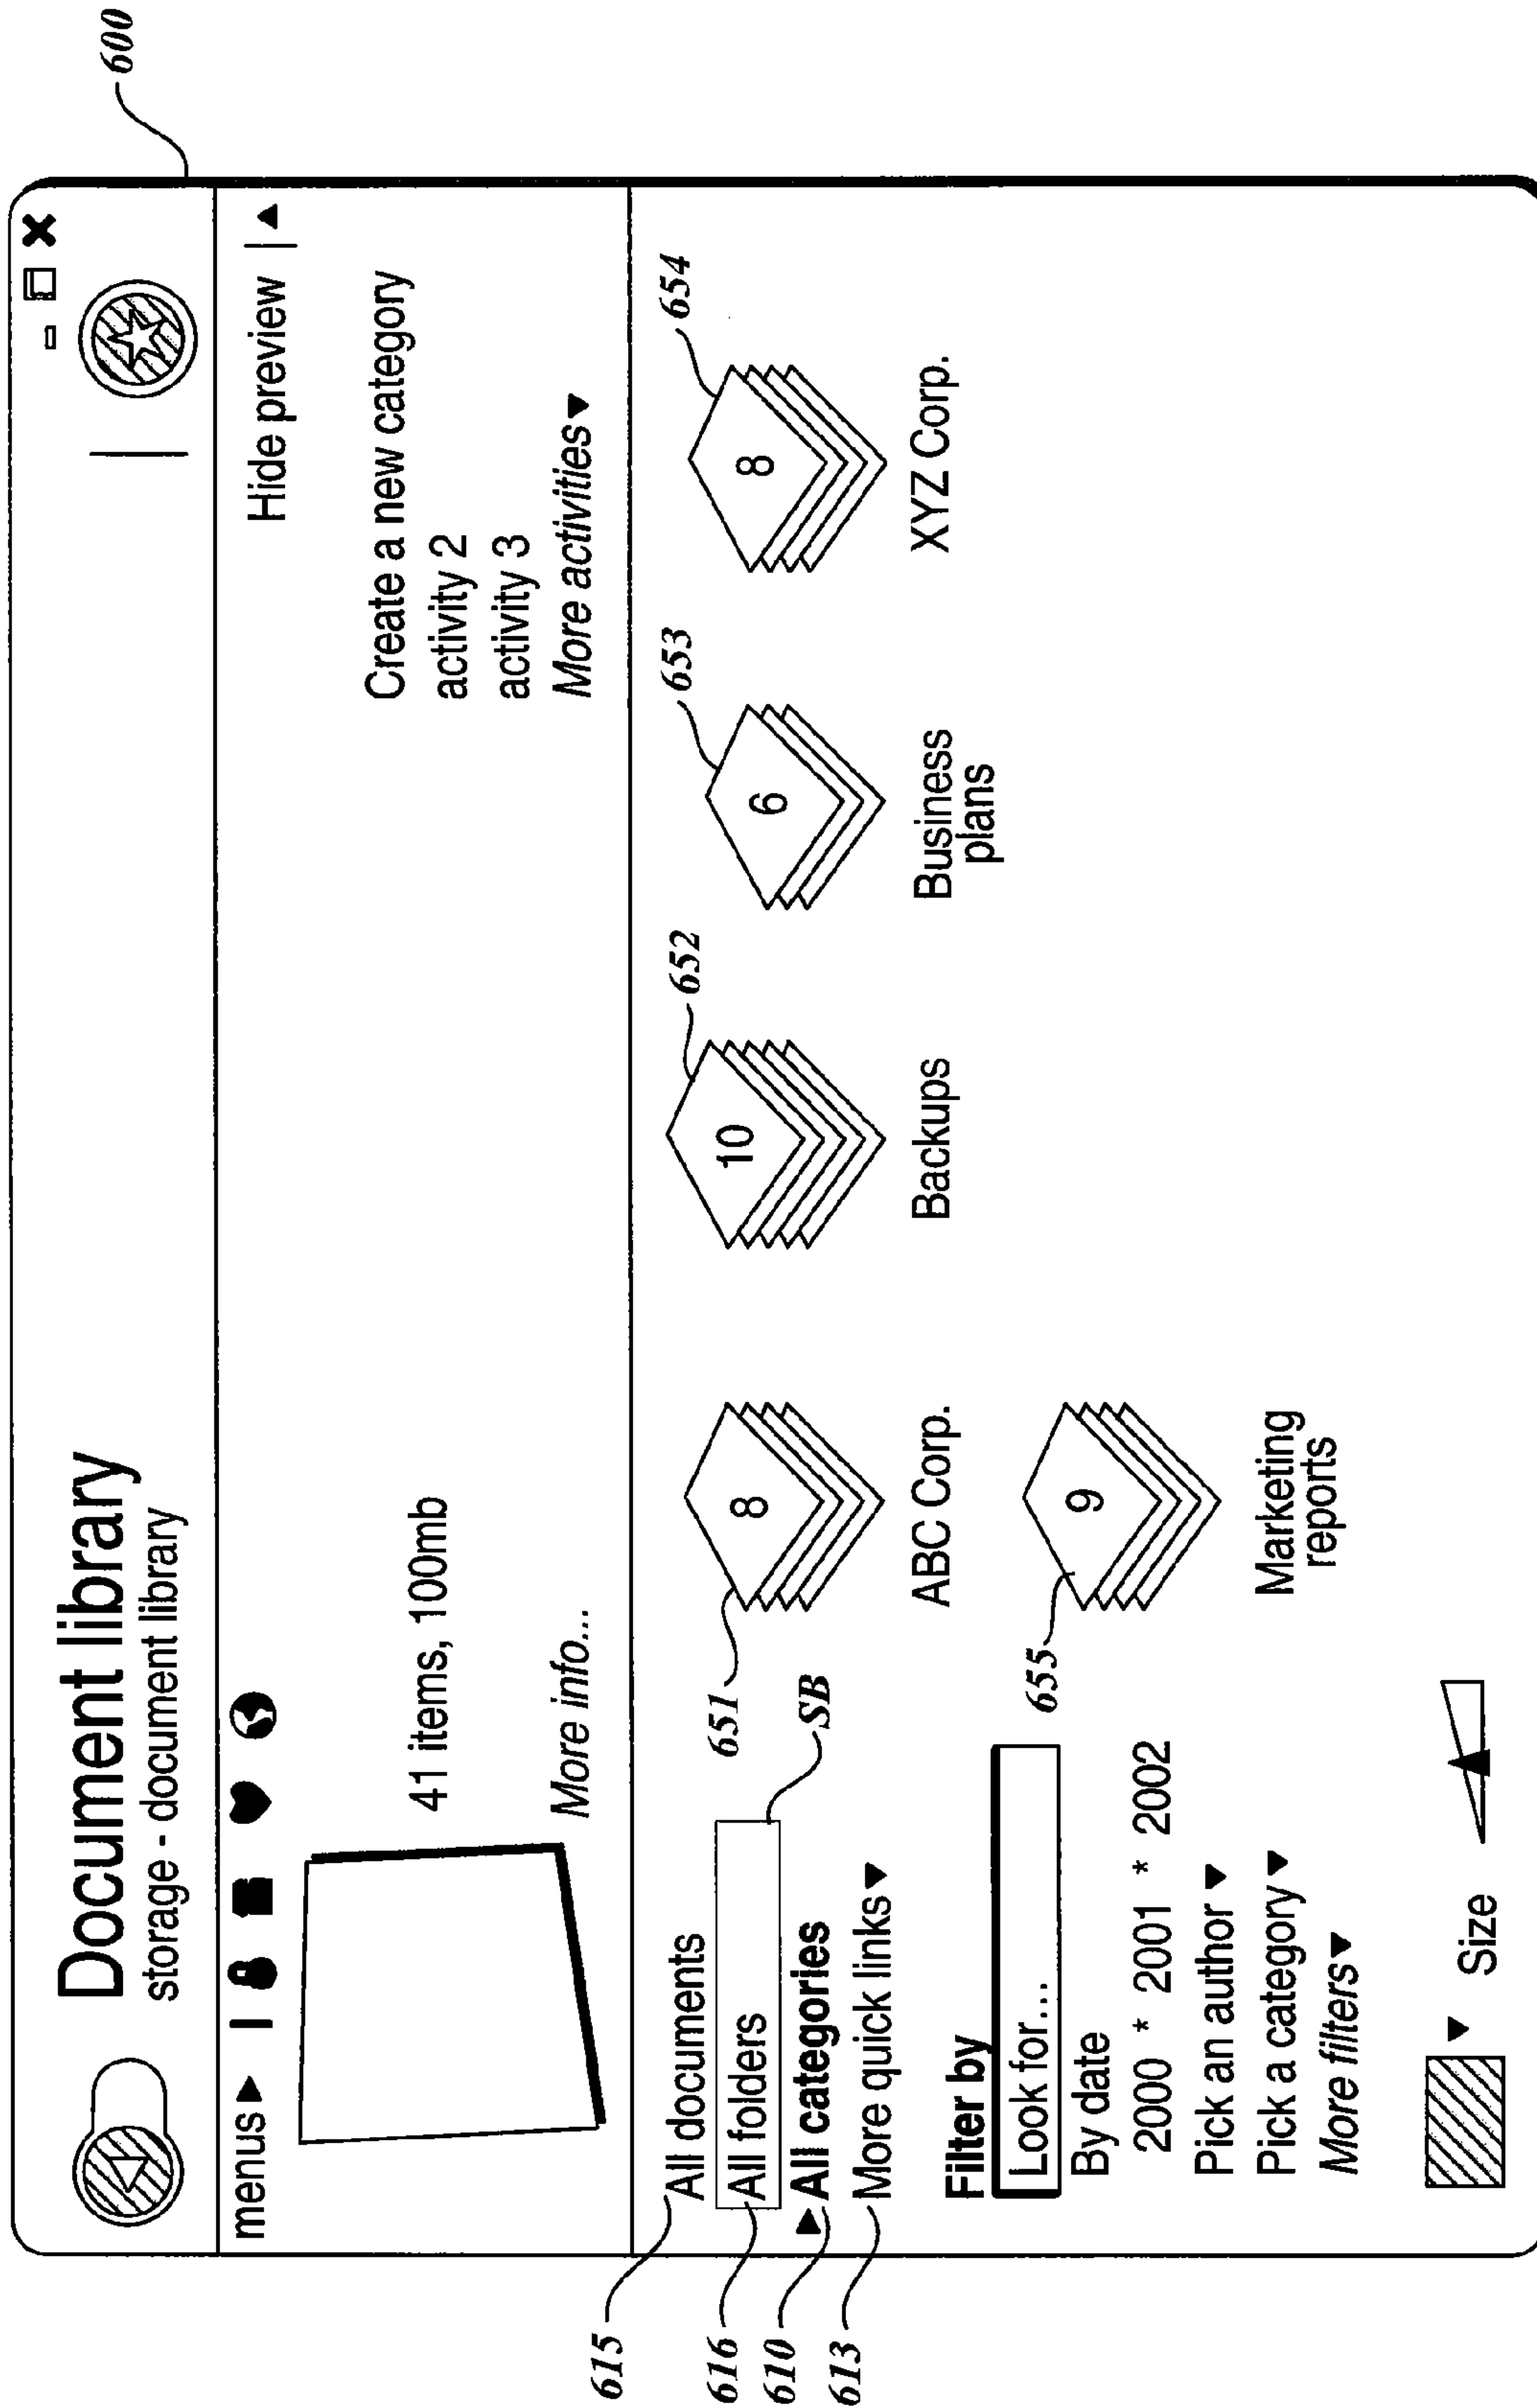 600
Document library
storage - document library
menus
Hide preview
41 items, 100mb
More info...
Create a new category
activity 2
activity 3
More activities
615
All documents
616
All folders
SB
610
All categories
613
More quick links
Filter by
Look for...
By date
2000 * 2001 * 2002
Pick an author
Pick a category
More filters
Size
651
8
ABC Corp.
652
10
Backups
653
6
Business
plans
654
8
XYZ Corp.
655
9
Marketing
reports